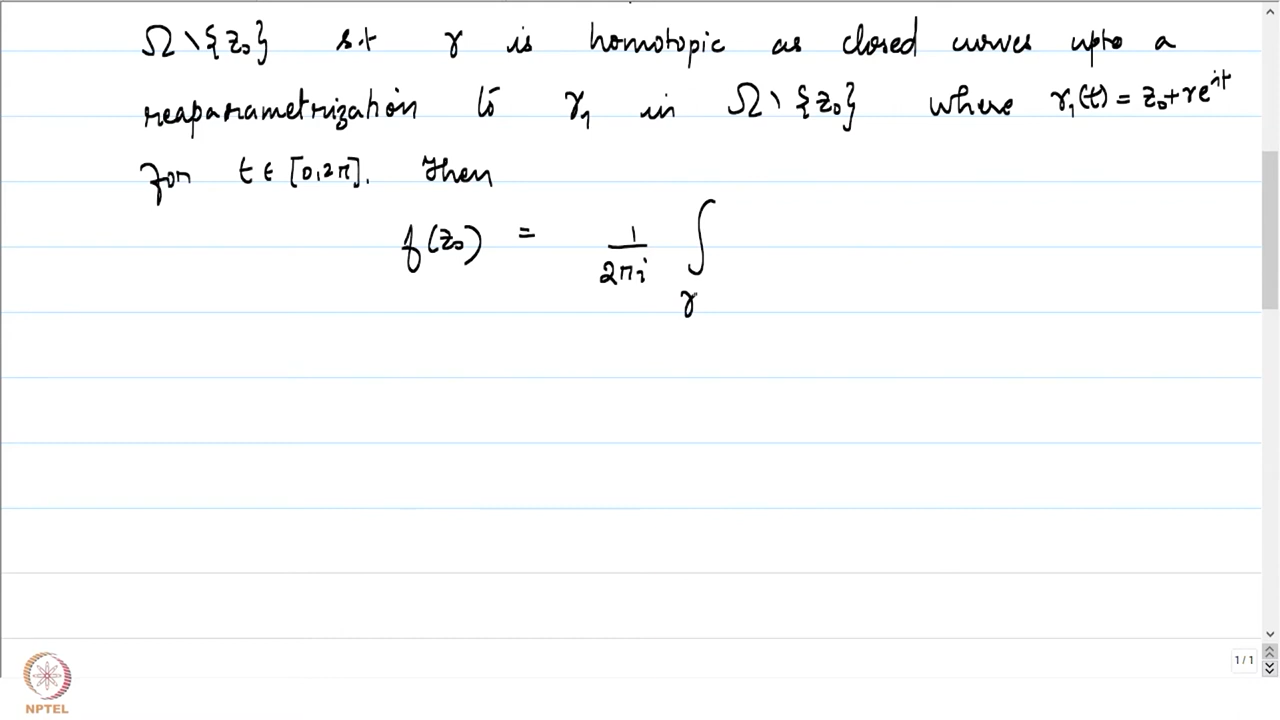 Ω∖{z₀} s.t γ is homotopic as closed curves upto a
reaparametrization to γ₁ in Ω∖{z₀} where γ₁(t) = z₀+re^{it}
for t ∈ [0,2π]. Then
f(z₀) = 1/2πi ∫_γ
1/1
NPTEL